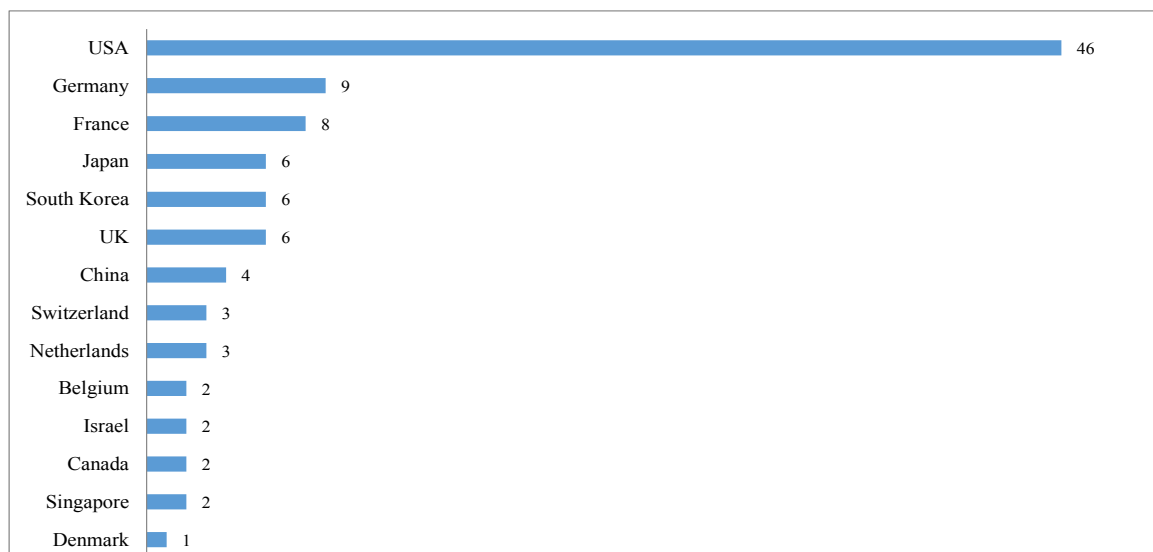 USA 46
Germany 9
France 8
Japan 6
South Korea 6
UK 6
China 4
Switzerland 3
Netherlands 3
Belgium 2
Israel 2
Canada 2
Singapore 2
Denmark 1